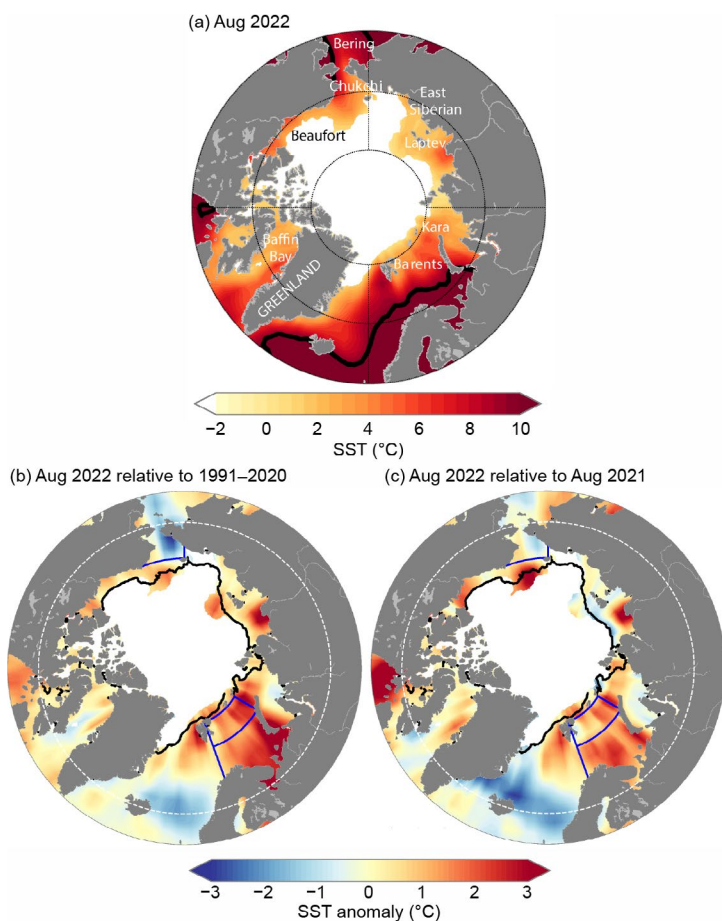 (a) Aug 2022
Bering
Chukchi
East
Siberian
Beaufort
Laptev
Kara
Baffin
Bay
Barents
GREENLAND
−2 0 2 4 6 8 10
SST (°C)
(b) Aug 2022 relative to 1991–2020
(c) Aug 2022 relative to Aug 2021
−3 −2 −1 0 1 2 3
SST anomaly (°C)